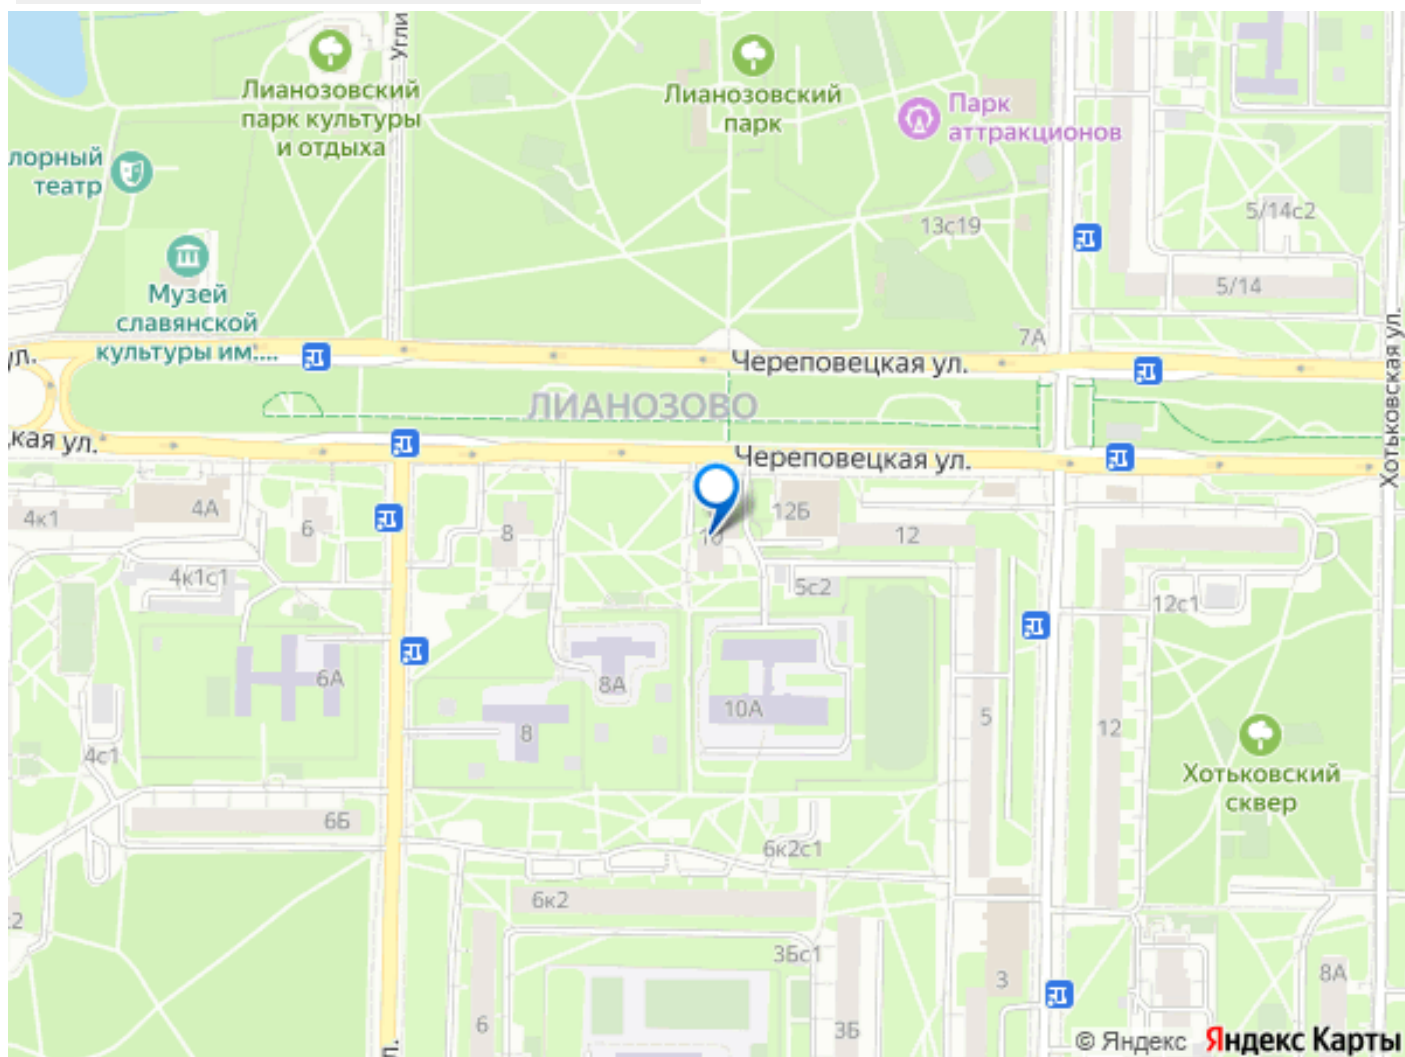 Угли
Лианозовский
парк культуры
и отдыха
Лианозовский
парк
Парк
аттракционов
лорный
театр
5/14с2
13с19
5/14
Музей
славянской
культуры им....
7А
Хотьковская ул.
ул.
Череповецкая ул.
ЛИАНОЗОВО
кая ул.
Череповецкая ул.
4к1
4А
6
8
10
12Б
12
4к1с1
5с2
12с1
6А
8А
10А
8
5
12
4с1
Хотьковский
сквер
6Б
6к2с1
6к2
3Бс1
6
3Б
3
8А
л.
© Яндекс Яндекс Карты